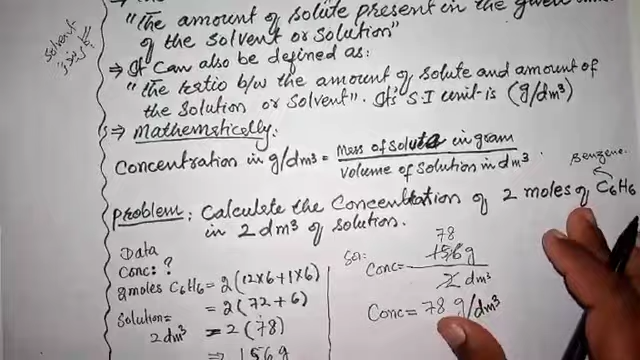 "The amount of solute present in the given
of the solvent or solution"
⇒ It can also be defined as:
"the ratio b/w the amount of solute and amount of
the solution or solvent". It's S.I unit is (g/dm³)
⇒ Mathematically:
Concentration in g/dm³ = Mass of solute in gram
Volume of solution in dm³.
Benzene.
Problem: Calculate the Concentration of 2 moles of C₆H₆
in 2 dm³ of solution.
Data
Conc: ?
2 moles C₆H₆ = 2(12x6+1x6)
= 2(72+6)
Solution=
2dm³ = 2(78)
⇒ 156g
Sol:
78
Conc= 156g
2 dm³
Conc= 78 g/dm³
Solvent